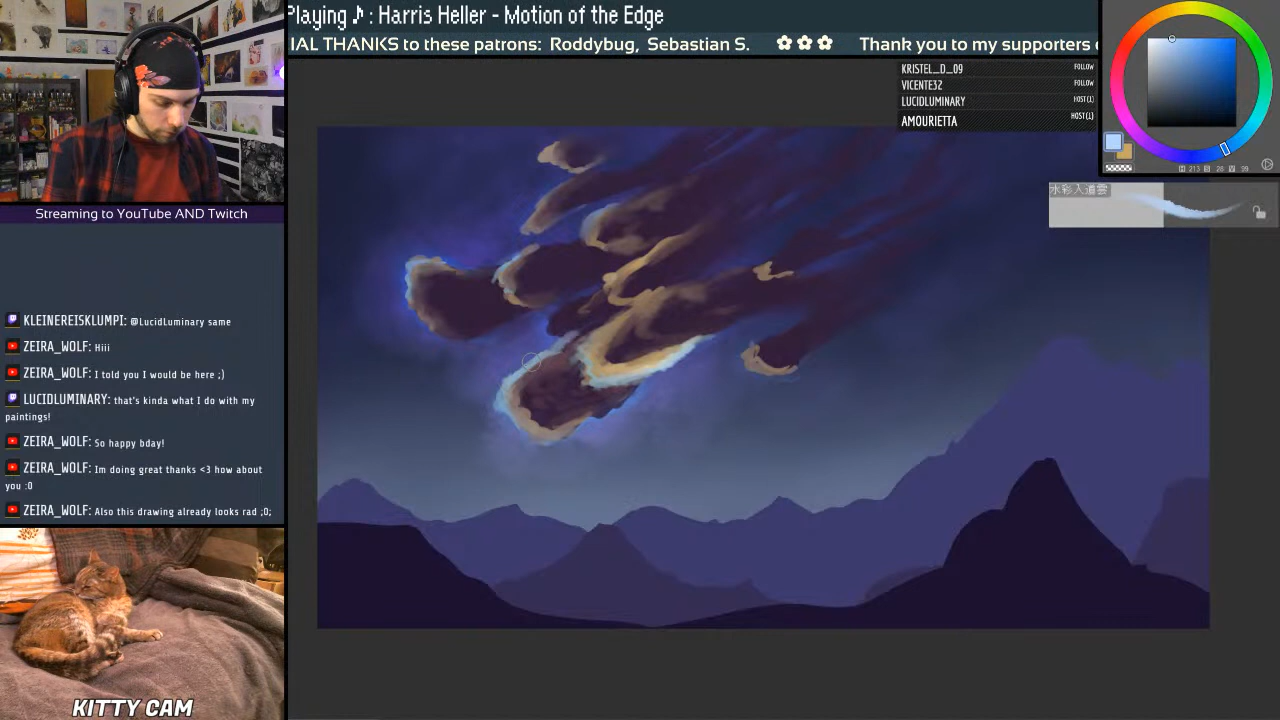 Playing ♪ : Harris Heller - Motion of the Edge
IAL THANKS to these patrons: Roddybug, Sebastian S. ✿ ✿ ✿ Thank you to my supporters
KRISTEL_D_09 FOLLOW
VICENTE32 FOLLOW
LUCIDLUMINARY HOST(1)
AMOURIETTA HOST(1)
213 28 99
水彩入道雲
Streaming to YouTube AND Twitch
KLEINEREISKLUMPI: @LucidLuminary same
ZEIRA_WOLF: Hiii
ZEIRA_WOLF: I told you I would be here ;)
LUCIDLUMINARY: that's kinda what I do with my
paintings!
ZEIRA_WOLF: So happy bday!
ZEIRA_WOLF: Im doing great thanks <3 how about
you :0
ZEIRA_WOLF: Also this drawing already looks rad ;0;
KITTY CAM